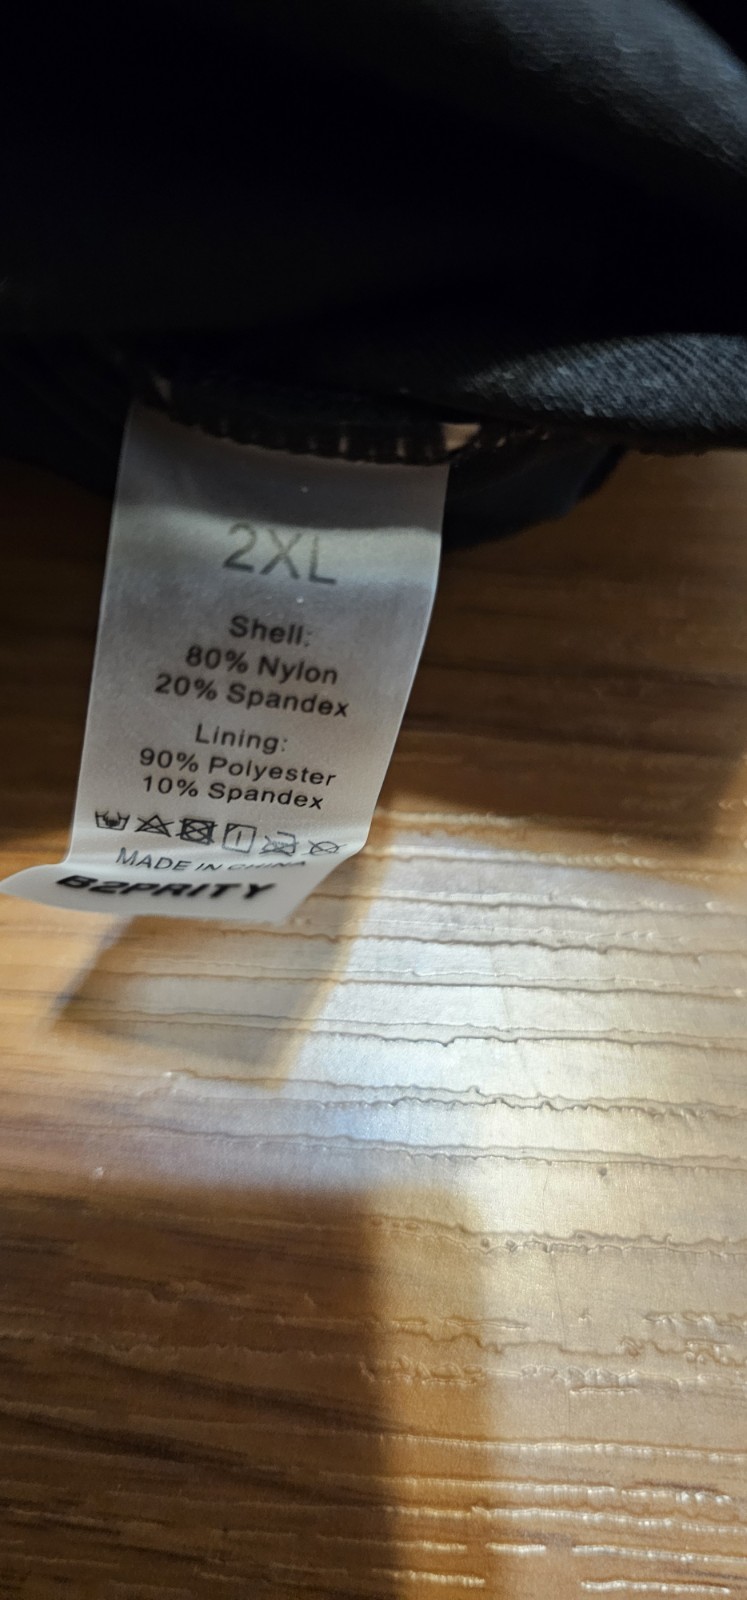 2XL
Shell:
80% Nylon
20% Spandex
Lining:
90% Polyester
10% Spandex
MADE IN CHINA
B2PRITY